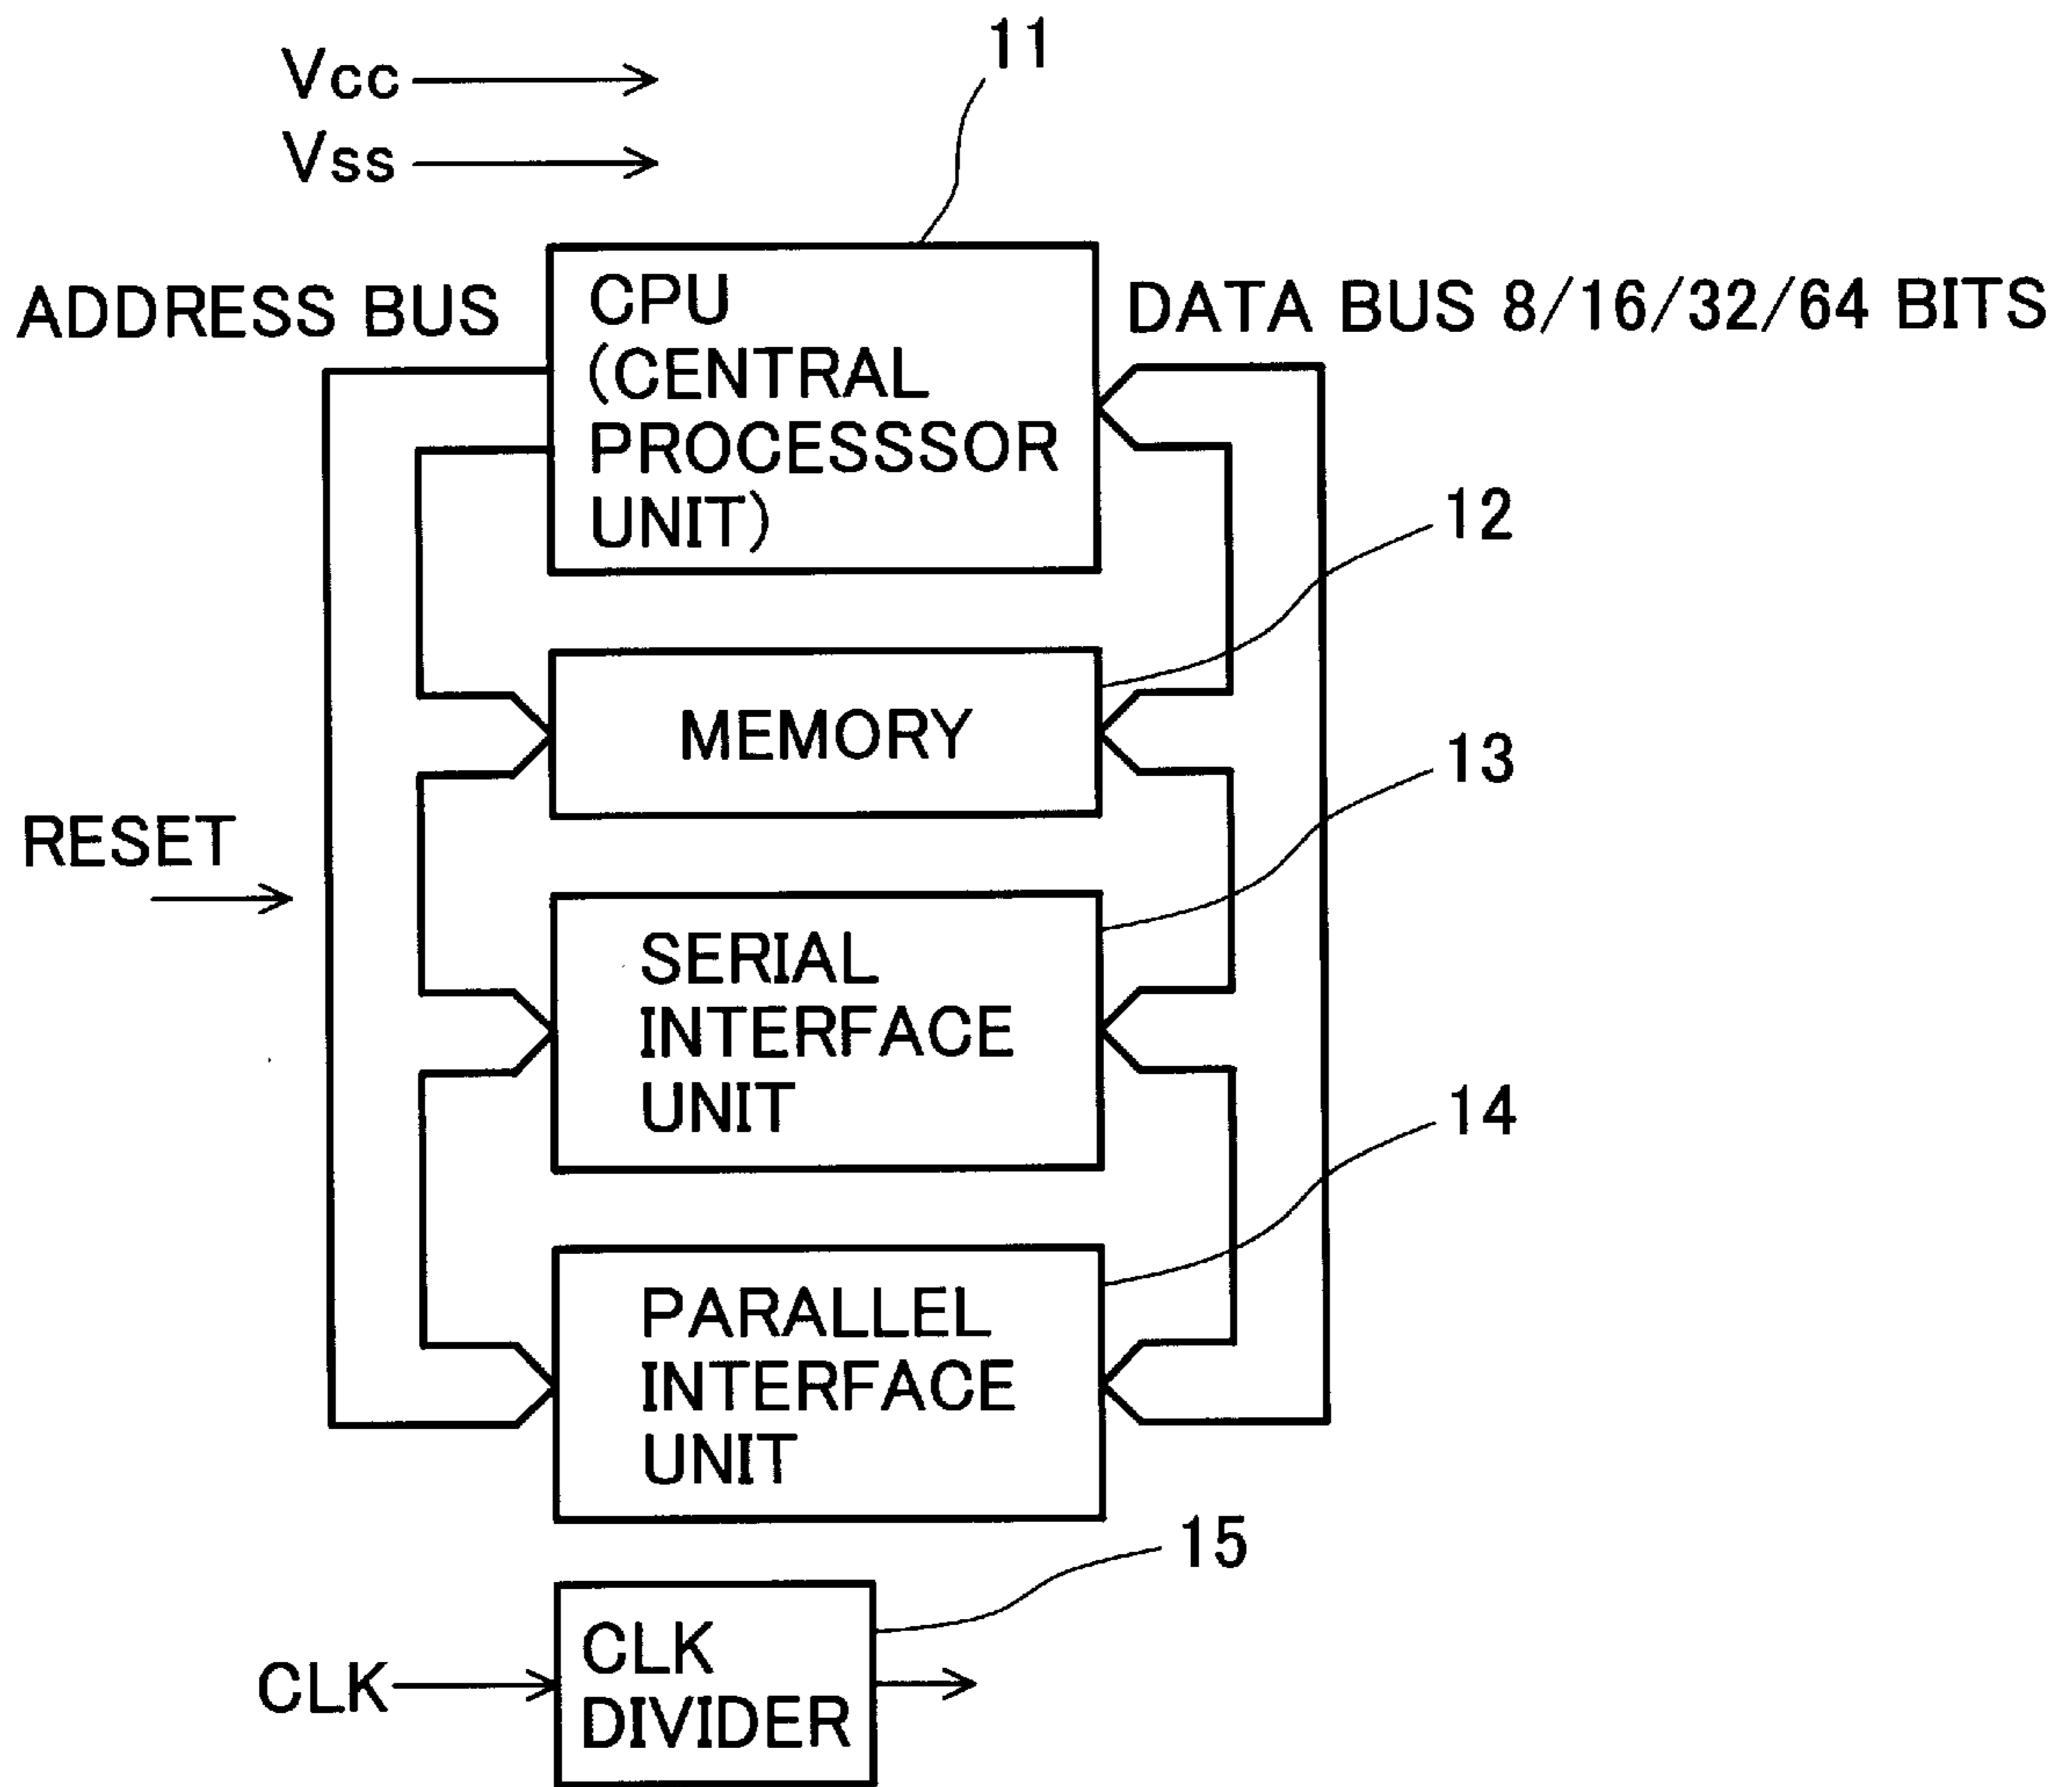 11
Vcc
Vss
ADDRESS BUS
CPU
(CENTRAL
PROCESSSOR
UNIT)
DATA BUS 8/16/32/64 BITS
12
MEMORY
13
RESET
SERIAL
INTERFACE
UNIT
14
PARALLEL
INTERFACE
UNIT
15
CLK
CLK
DIVIDER